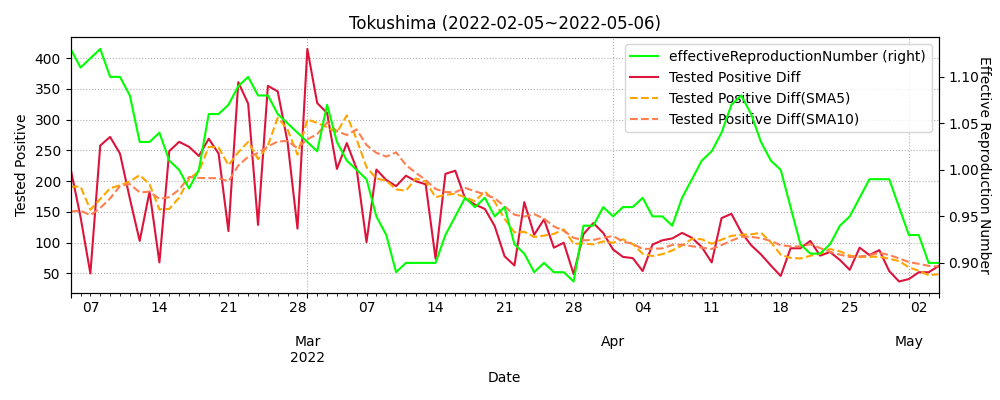 Tokushima (2022-02-05~2022-05-06)
effectiveReproductionNumber (right)
Tested Positive Diff
Tested Positive Diff(SMA5)
Tested Positive Diff(SMA10)
Tested Positive
400
350
300
250
200
150
100
50
1.10
1.05
1.00
0.95
0.90
Effective Reproduction Number
07 14 21 28 07 14 21 28 04 11 18 25 02
Mar Apr May
2022
Date